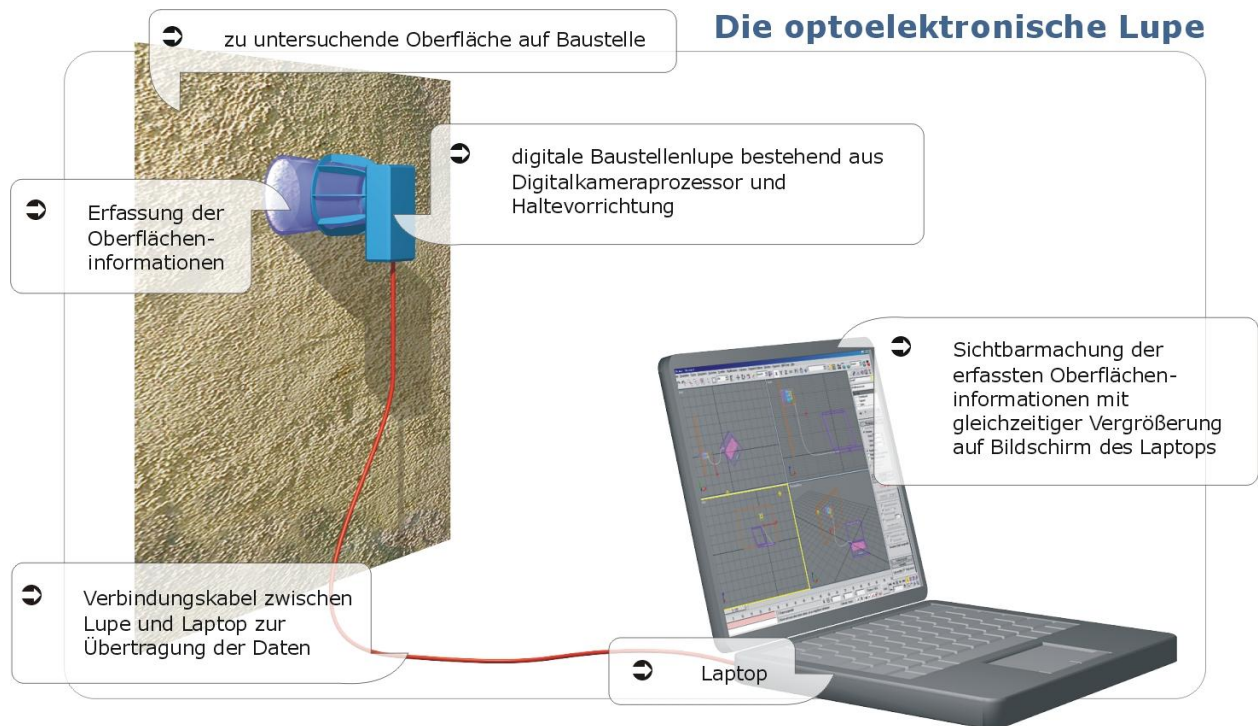 Die optoelektronische Lupe
zu untersuchende Oberfläche auf Baustelle
digitale Baustellenlupe bestehend aus
Digitalkameraprozessor und
Haltevorrichtung
Erfassung der
Oberflächen-
informationen
Sichtbarmachung der
erfassten Oberflächen-
informationen mit
gleichzeitiger Vergrößerung
auf Bildschirm des Laptops
Verbindungskabel zwischen
Lupe und Laptop zur
Übertragung der Daten
Laptop